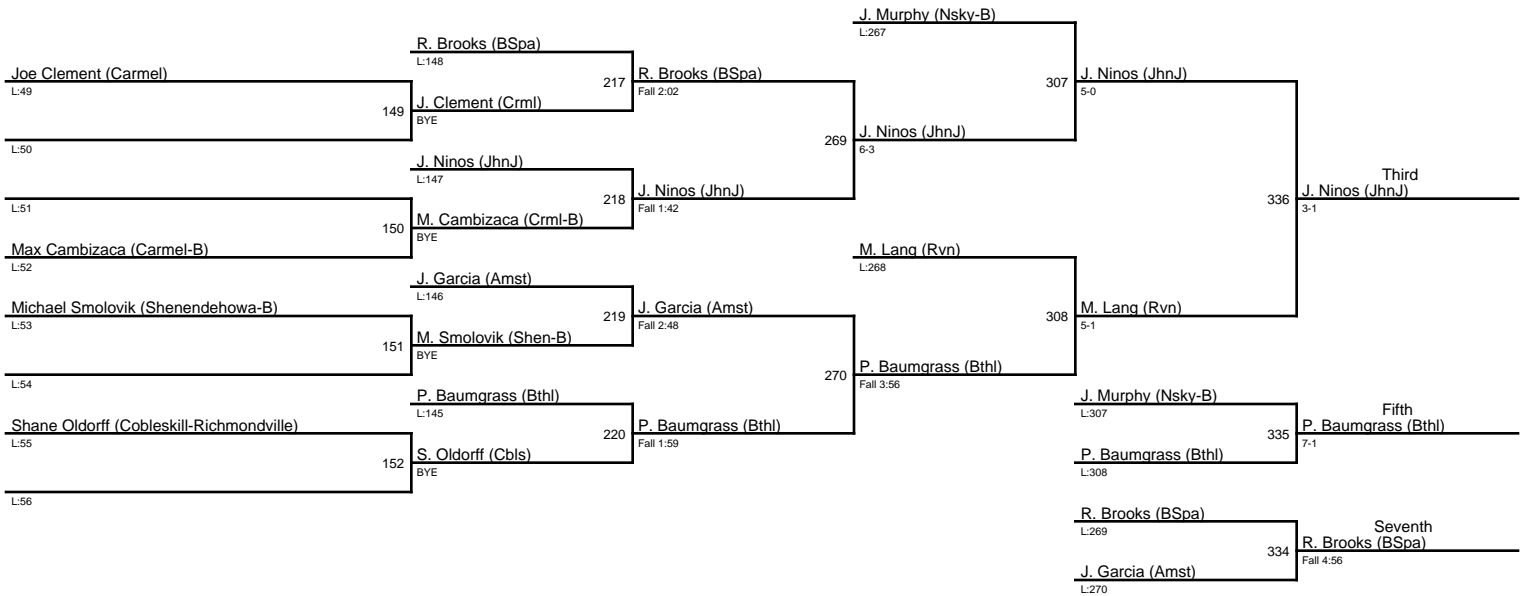 Joe Clement (Carmel)
L:49
149
L:50
L:51
150
Max Cambizaca (Carmel-B)
L:52
Michael Smolovik (Shenendehowa-B)
L:53
151
L:54
Shane Oldorff (Cobleskill-Richmondville)
L:55
152
L:56
R. Brooks (BSpa)
L:148
217
J. Clement (Crml)
BYE
J. Ninos (JhnJ)
L:147
218
M. Cambizaca (Crml-B)
BYE
J. Garcia (Amst)
L:146
219
M. Smolovik (Shen-B)
BYE
P. Baumgrass (Bthl)
L:145
220
S. Oldorff (Cbls)
BYE
R. Brooks (BSpa)
Fall 2:02
269
J. Ninos (JhnJ)
Fall 1:42
J. Garcia (Amst)
Fall 2:48
270
P. Baumgrass (Bthl)
Fall 1:59
J. Murphy (Nsky-B)
L:267
307
J. Ninos (JhnJ)
6-3
M. Lang (Rvn)
L:268
308
P. Baumgrass (Bthl)
Fall 3:56
J. Ninos (JhnJ)
5-0
336
M. Lang (Rvn)
5-1
Third
J. Ninos (JhnJ)
3-1
J. Murphy (Nsky-B)
L:307
335
P. Baumgrass (Bthl)
L:308
Fifth
P. Baumgrass (Bthl)
7-1
R. Brooks (BSpa)
L:269
334
J. Garcia (Amst)
L:270
Seventh
R. Brooks (BSpa)
Fall 4:56